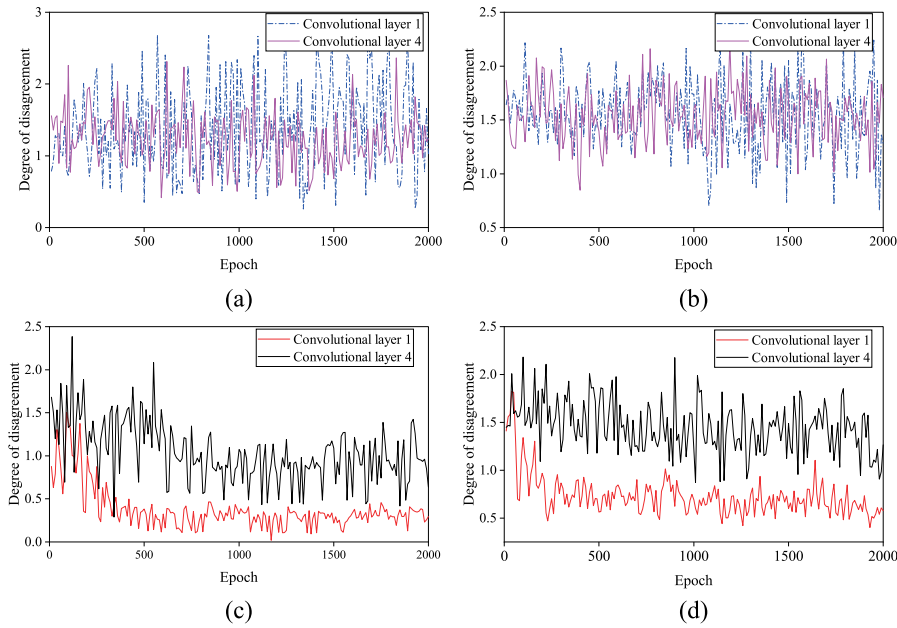 3
2
1
0
0
500
1000
1500
2000
Degree of disagreement
Epoch
Convolutional layer 1
Convolutional layer 4
(a)
2.5
2.0
1.5
1.0
0.5
0
500
1000
1500
2000
Degree of disagreement
Epoch
Convolutional layer 1
Convolutional layer 4
(b)
2.5
2.0
1.5
1.0
0.5
0.0
0
500
1000
1500
2000
Degree of disagreement
Epoch
Convolutional layer 1
Convolutional layer 4
(c)
2.5
2.0
1.5
1.0
0.5
0
500
1000
1500
2000
Degree of disagreement
Epoch
Convolutional layer 1
Convolutional layer 4
(d)